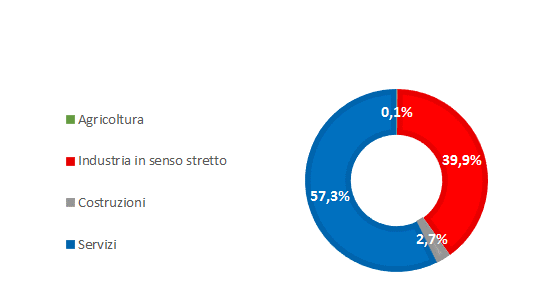 Agricoltura
Industria in senso stretto
Costruzioni
Servizi
0,1%
39,9%
2,7%
57,3%